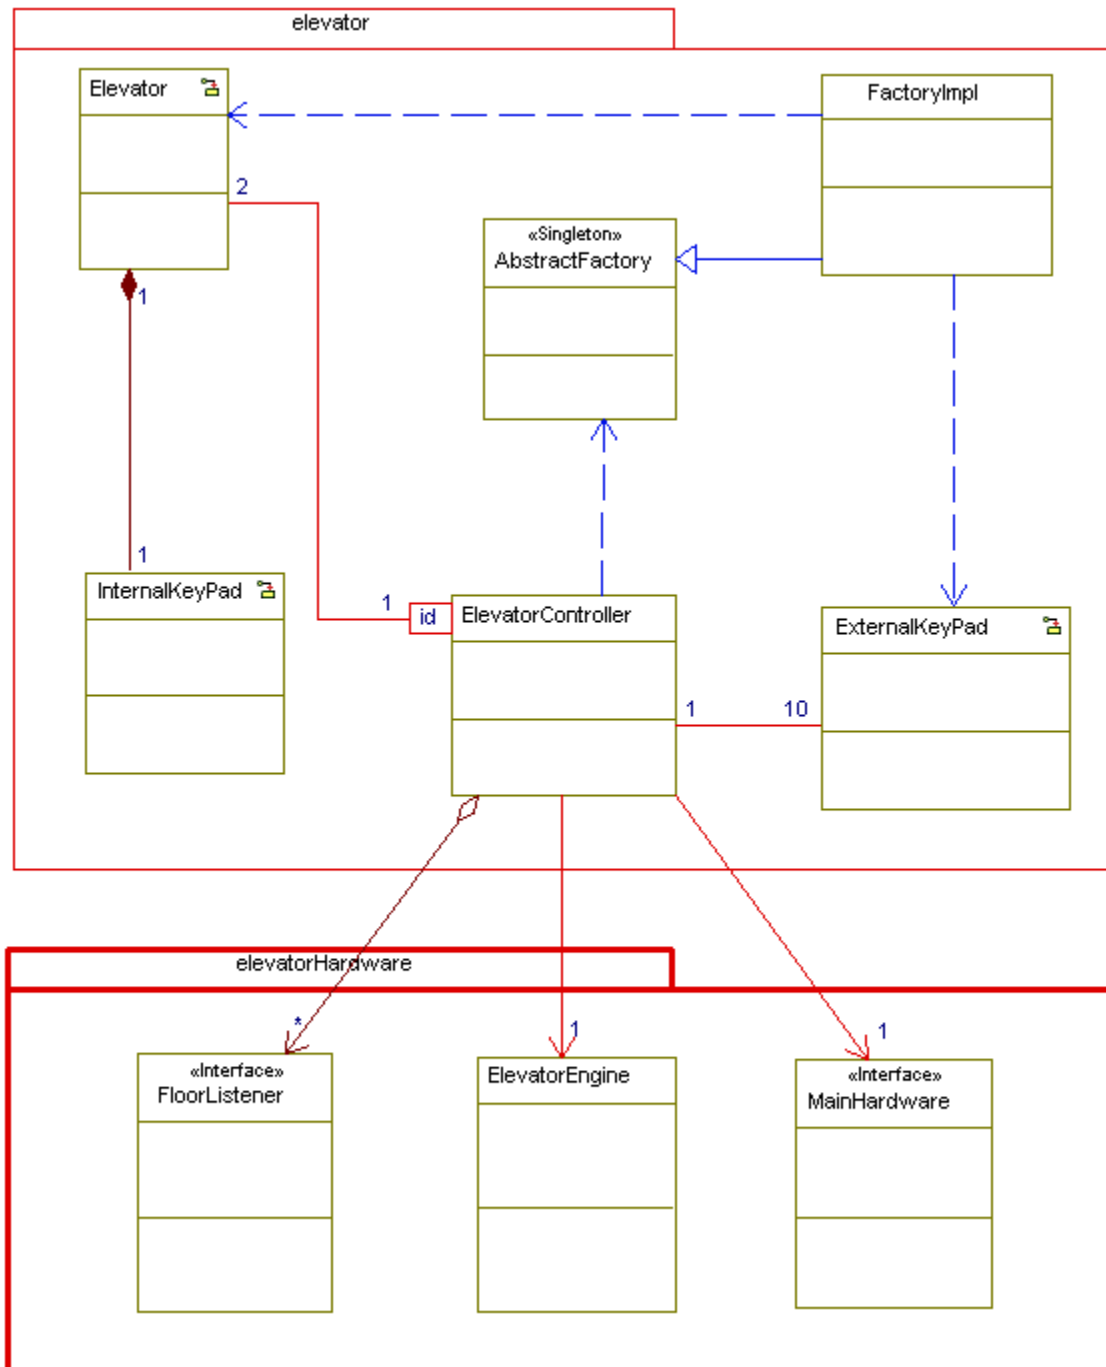 elevator
Elevator
FactoryImpl
2
«Singleton»
AbstractFactory
1
1
InternalKeyPad
1
id
ElevatorController
ExternalKeyPad
1
10
elevatorHardware
*
1
1
«Interface»
FloorListener
ElevatorEngine
«Interface»
MainHardware